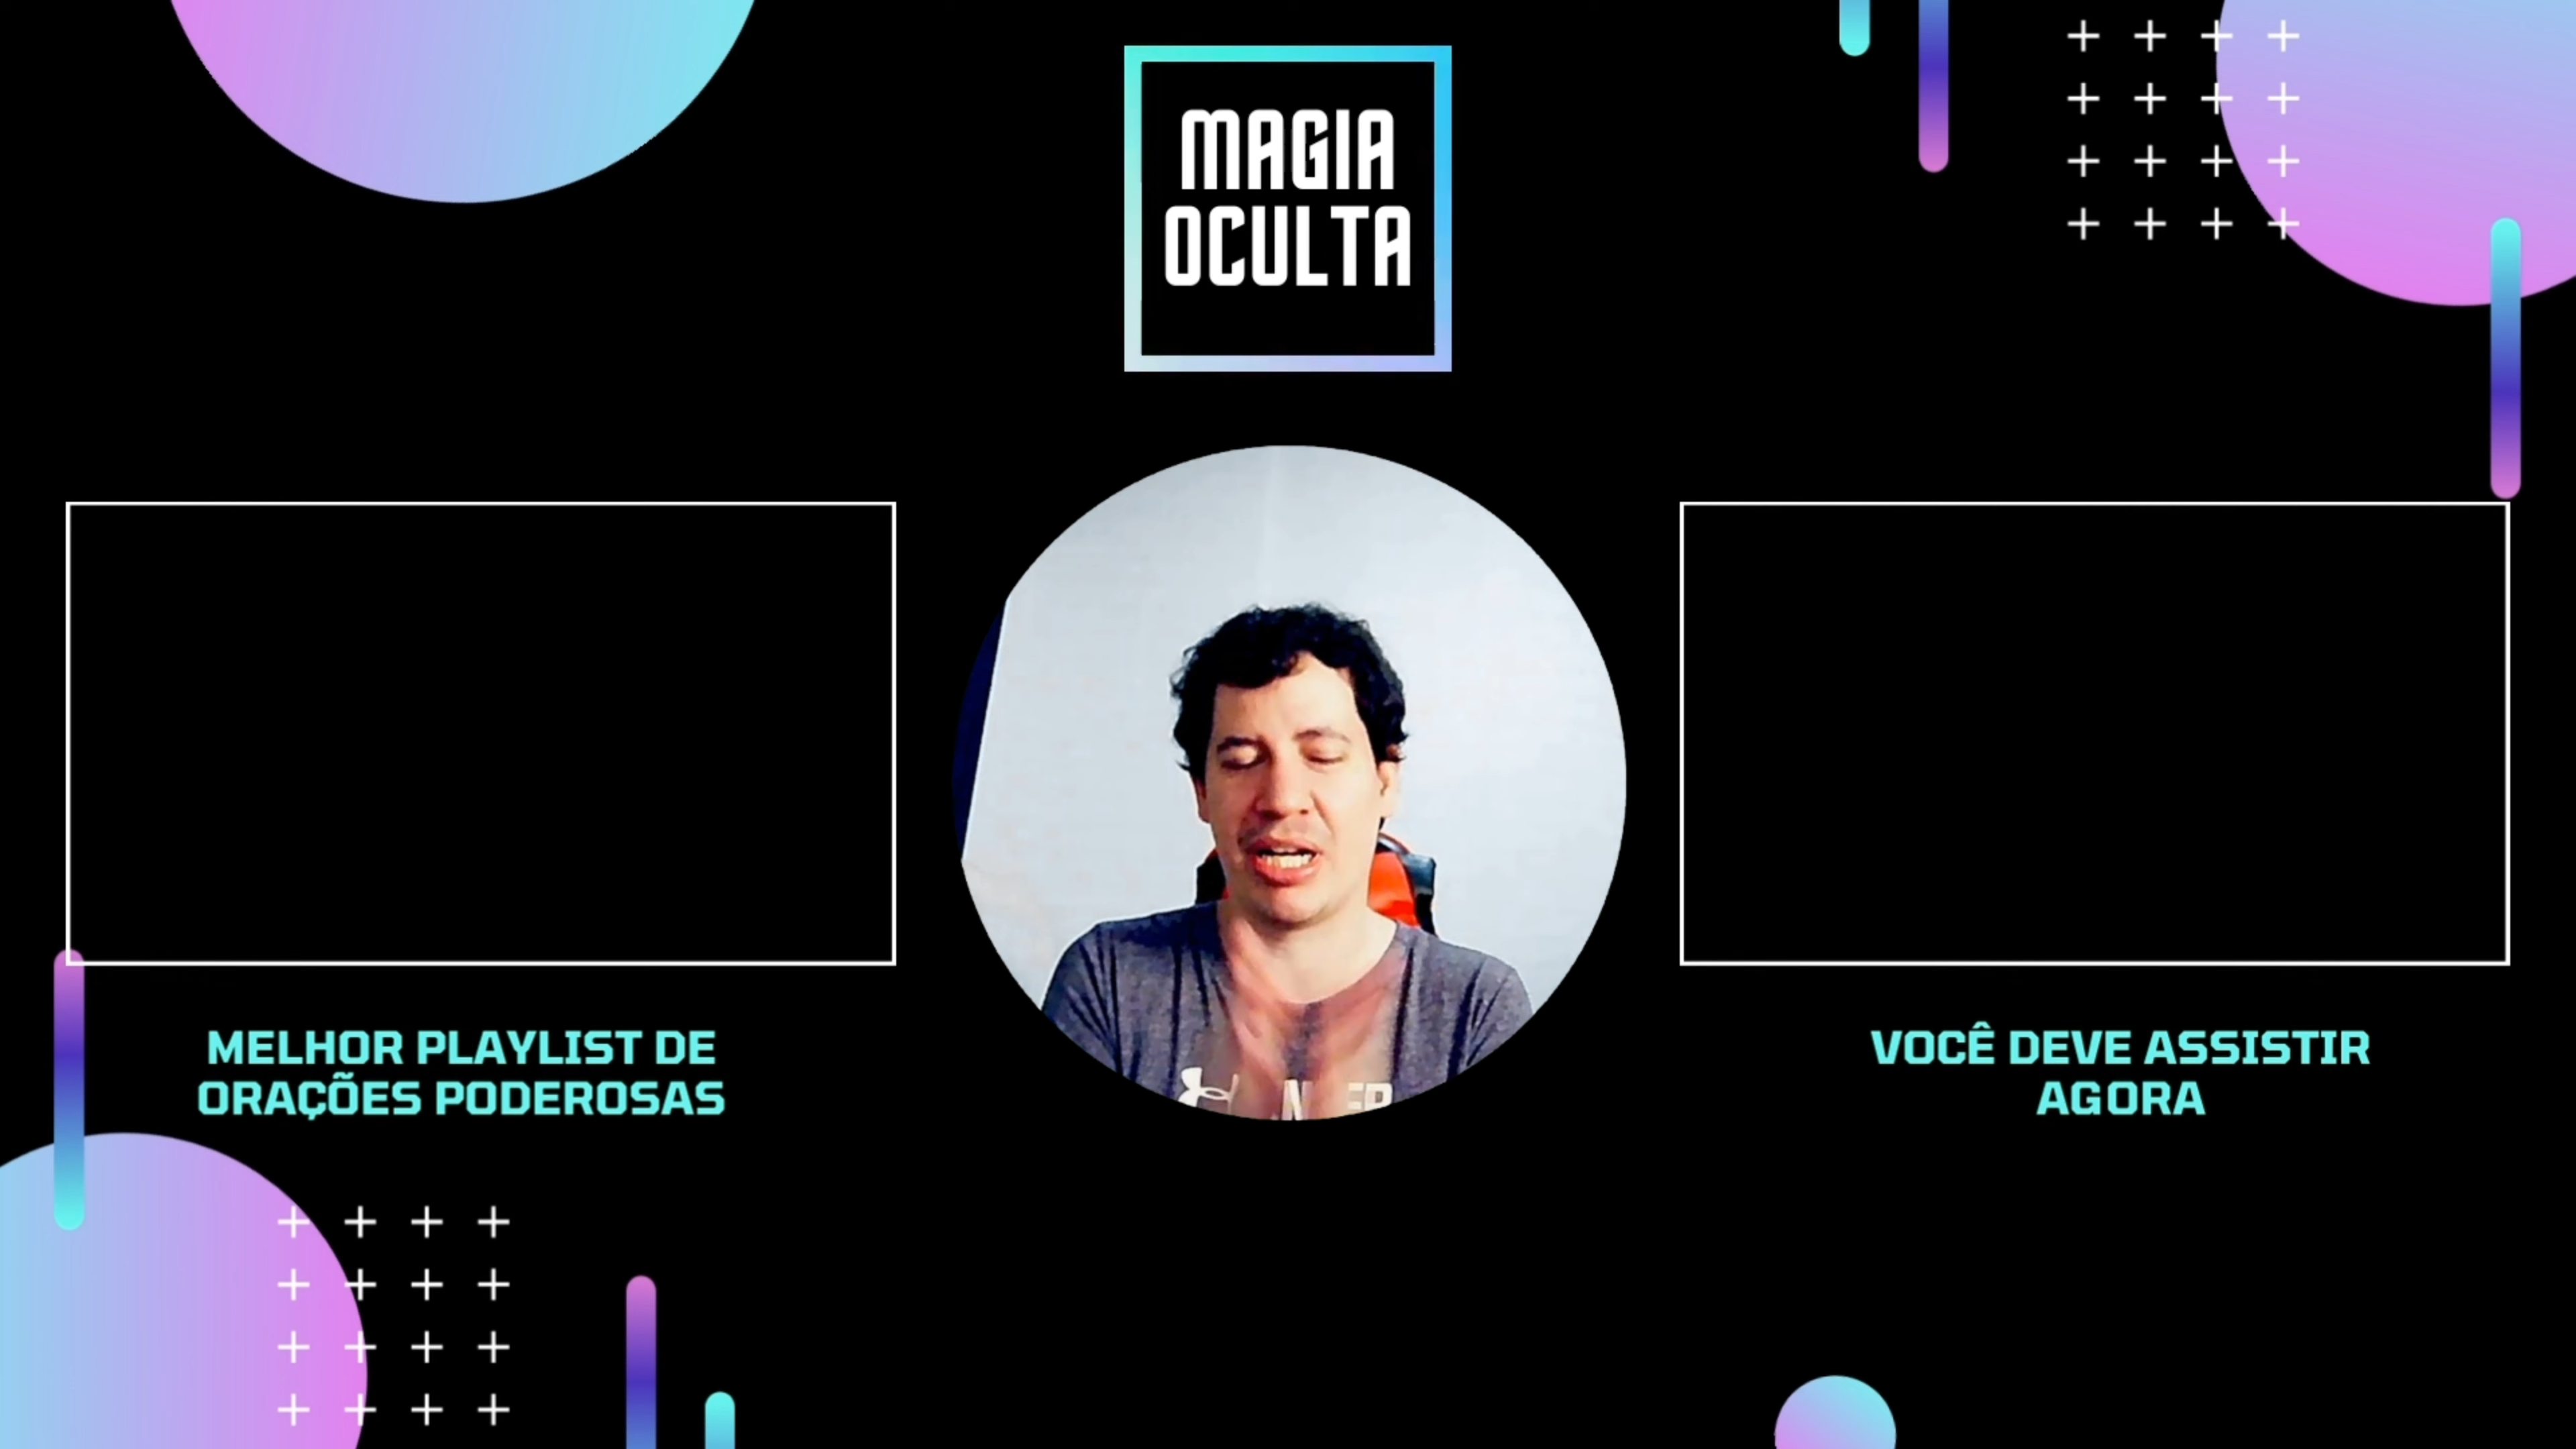 MAGIA
OCULTA
MELHOR PLAYLIST DE
ORAÇÕES PODEROSAS
VOCÊ DEVE ASSISTIR
AGORA